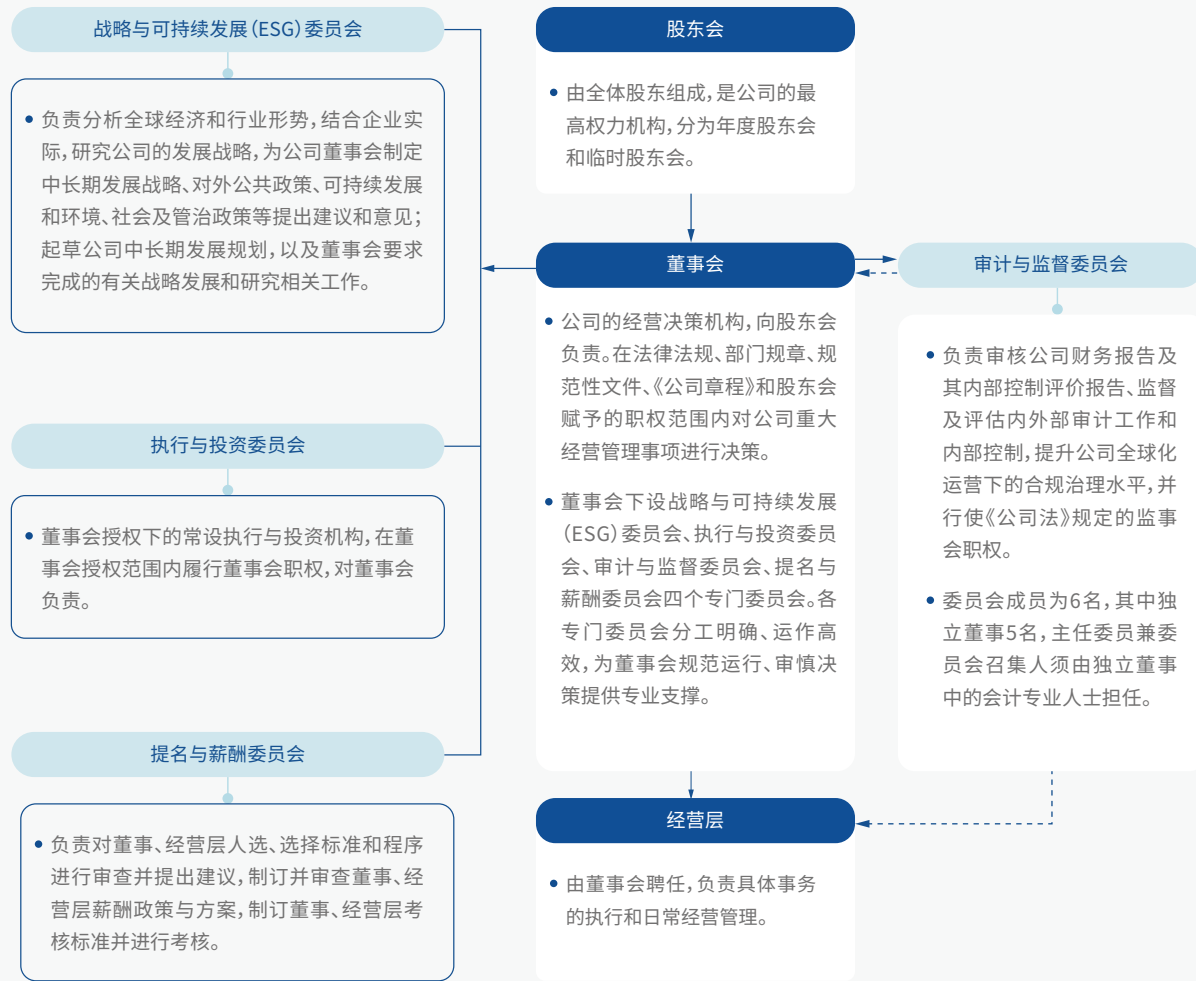 战略与可持续发展(ESG)委员会
负责分析全球经济和行业形势,结合企业实
际,研究公司的发展战略,为公司董事会制定
中长期发展战略、对外公共政策、可持续发展
和环境、社会及管治政策等提出建议和意见;
起草公司中长期发展规划,以及董事会要求
完成的有关战略发展和研究相关工作。
执行与投资委员会
董事会授权下的常设执行与投资机构,在董
事会授权范围内履行董事会职权,对董事会
负责。
提名与薪酬委员会
负责对董事、经营层人选、选择标准和程序
进行审查并提出建议,制订并审查董事、经
营层薪酬政策与方案,制订董事、经营层考
核标准并进行考核。
股东会
由全体股东组成,是公司的最
高权力机构,分为年度股东会
和临时股东会。
董事会
公司的经营决策机构,向股东会
负责。在法律法规、部门规章、规
范性文件、《公司章程》和股东会
赋予的职权范围内对公司重大
经营管理事项进行决策。
董事会下设战略与可持续发展
(ESG)委员会、执行与投资委员
会、审计与监督委员会、提名与
薪酬委员会四个专门委员会。各
专门委员会分工明确、运作高
效,为董事会规范运行、审慎决
策提供专业支撑。
经营层
由董事会聘任,负责具体事务
的执行和日常经营管理。
审计与监督委员会
负责审核公司财务报告及
其内部控制评价报告、监督
及评估内外部审计工作和
内部控制,提升公司全球化
运营下的合规治理水平,并
行使《公司法》规定的监事
会职权。
委员会成员为6名,其中独
立董事5名,主任委员兼委
员会召集人须由独立董事
中的会计专业人士担任。